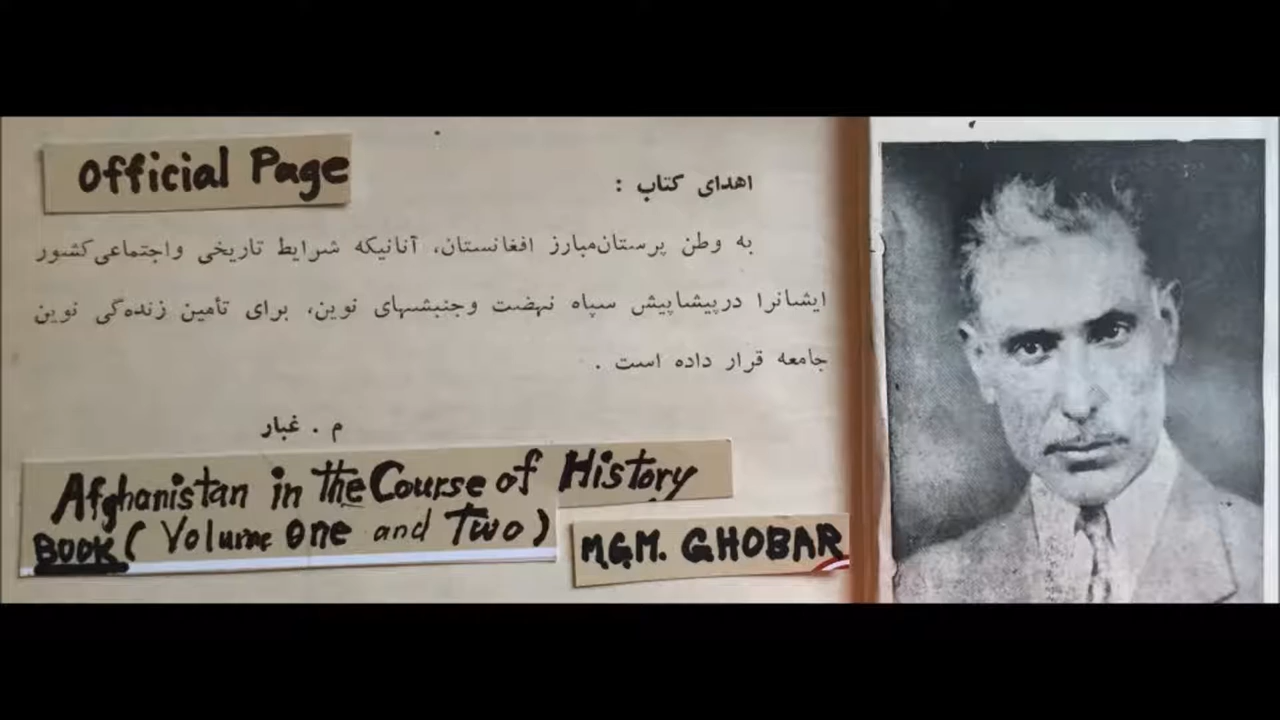 Official Page
اهدای کتاب :
به وطن پرستان‌مبارز افغانستان، آنانیکه شرایط تاریخی واجتماعی‌کشور
ایشانرا درپیشاپیش سپاه نهضت وجنبشهای نوین، برای تأمین زنده‌گی نوین
جامعه قرار داده است .
م . غبار
Afghanistan in the Course of History
BOOK ( Volume One and Two )
M.G.M. GHOBAR